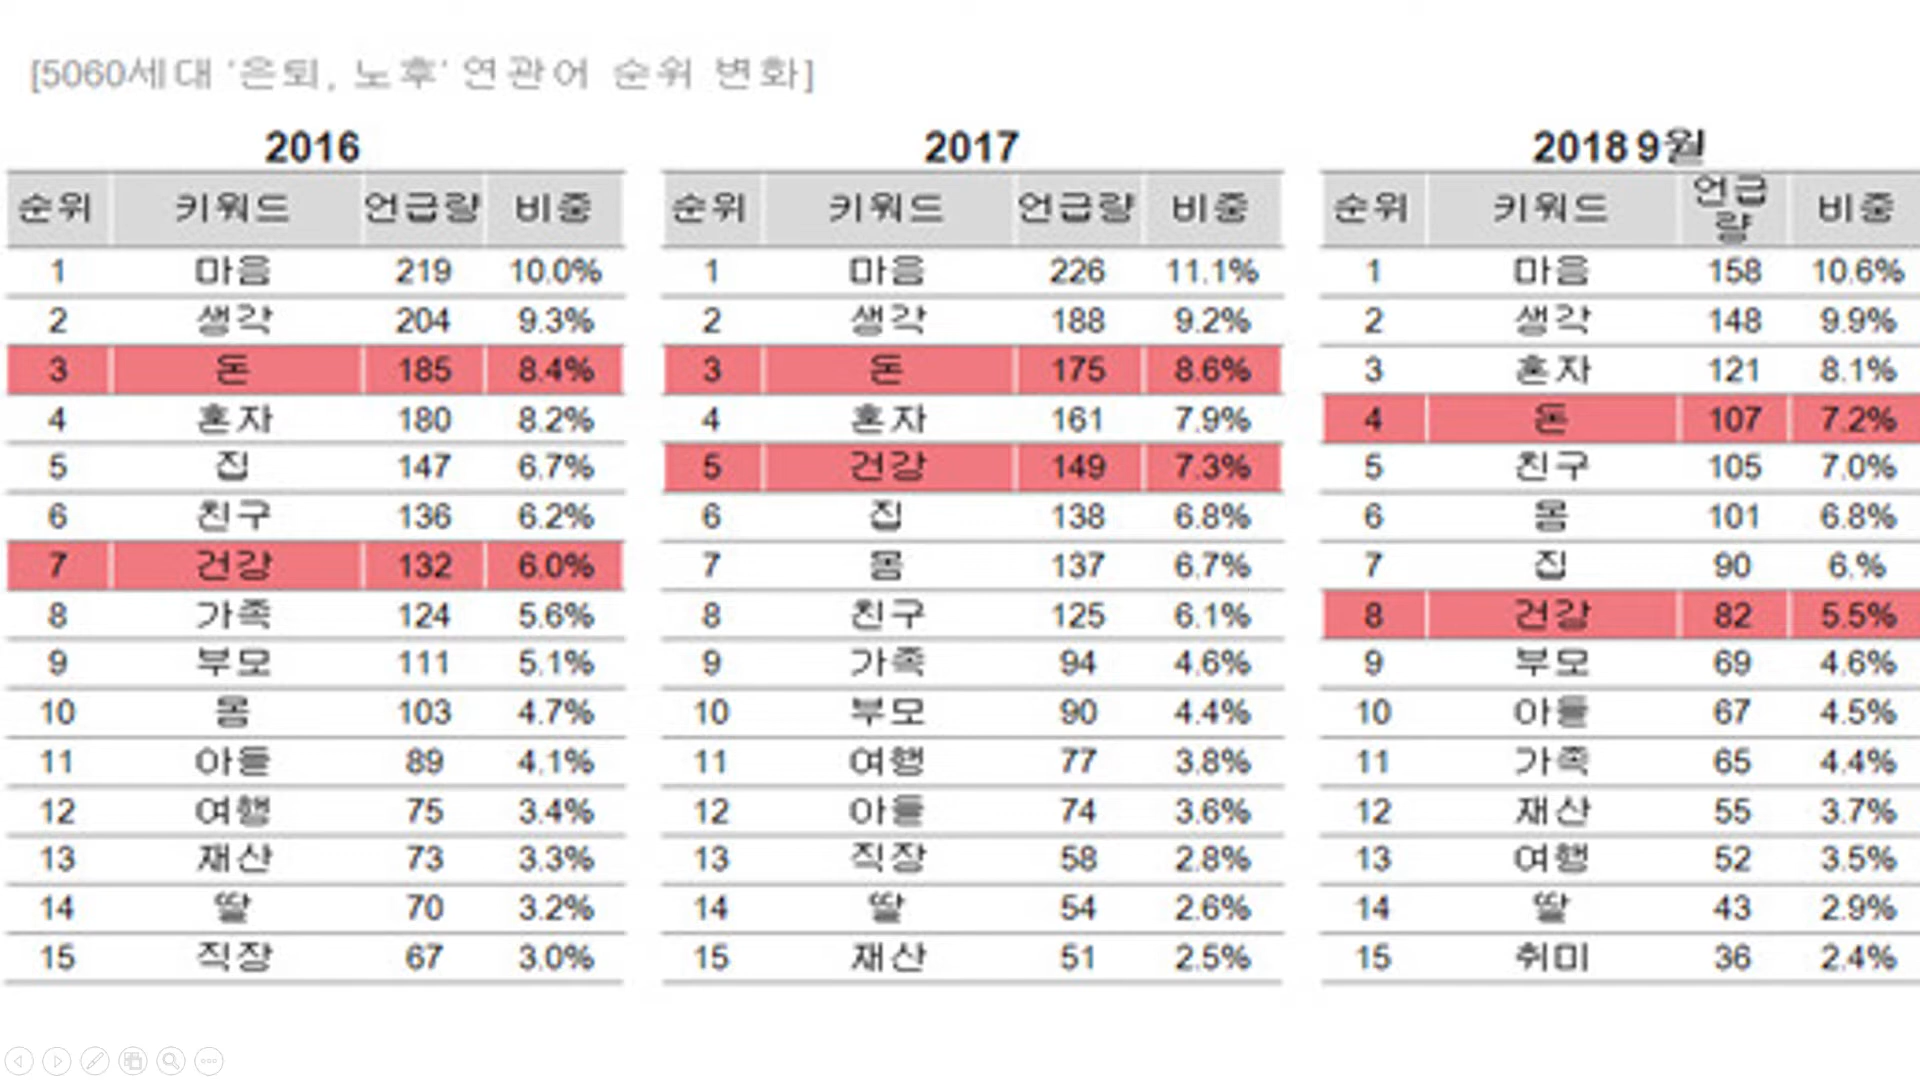 [5060세대 '은퇴, 노후' 연관어 순위 변화]
2016
순위 키워드 언급량 비중
1 마음 219 10.0%
2 생각 204 9.3%
3 돈 185 8.4%
4 혼자 180 8.2%
5 집 147 6.7%
6 친구 136 6.2%
7 건강 132 6.0%
8 가족 124 5.6%
9 부모 111 5.1%
10 몸 103 4.7%
11 아들 89 4.1%
12 여행 75 3.4%
13 재산 73 3.3%
14 딸 70 3.2%
15 직장 67 3.0%
2017
순위 키워드 언급량 비중
1 마음 226 11.1%
2 생각 188 9.2%
3 돈 175 8.6%
4 혼자 161 7.9%
5 건강 149 7.3%
6 집 138 6.8%
7 몸 137 6.7%
8 친구 125 6.1%
9 가족 94 4.6%
10 부모 90 4.4%
11 여행 77 3.8%
12 아들 74 3.6%
13 직장 58 2.8%
14 딸 54 2.6%
15 재산 51 2.5%
2018 9월
순위 키워드 언급량 비중
1 마음 158 10.6%
2 생각 148 9.9%
3 혼자 121 8.1%
4 돈 107 7.2%
5 친구 105 7.0%
6 몸 101 6.8%
7 집 90 6.%
8 건강 82 5.5%
9 부모 69 4.6%
10 아들 67 4.5%
11 가족 65 4.4%
12 재산 55 3.7%
13 여행 52 3.5%
14 딸 43 2.9%
15 취미 36 2.4%